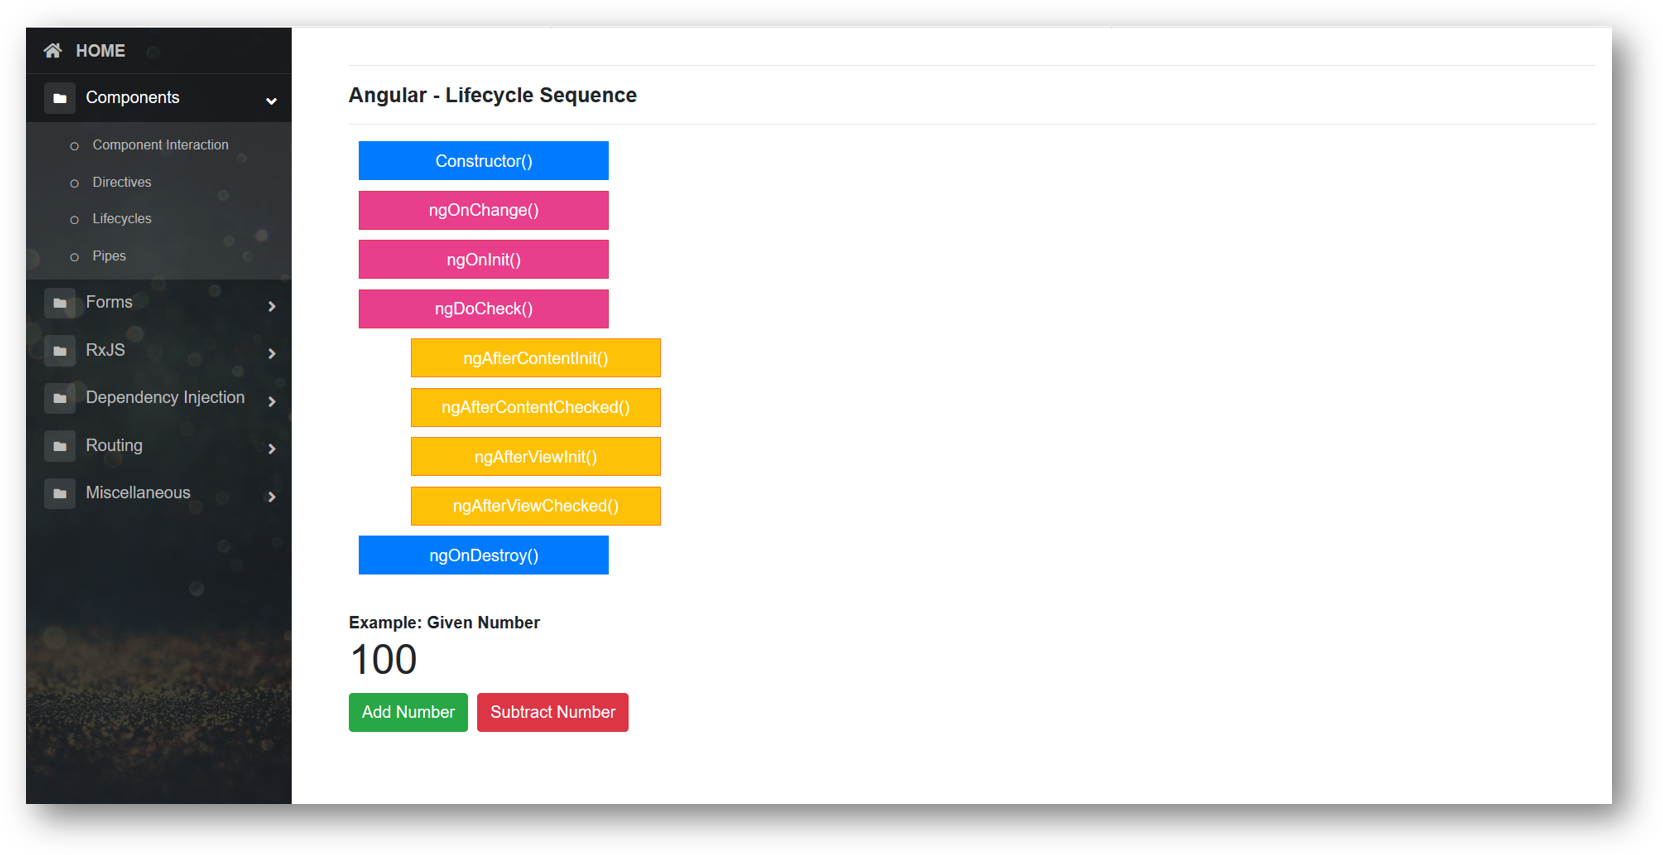 HOME
Components
Component Interaction
Directives
Lifecycles
Pipes
Forms
RxJS
Dependency Injection
Routing
Miscellaneous
Angular - Lifecycle Sequence
Constructor()
ngOnChange()
ngOnInit()
ngDoCheck()
ngAfterContentInit()
ngAfterContentChecked()
ngAfterViewInit()
ngAfterViewChecked()
ngOnDestroy()
Example: Given Number
100
Add Number Subtract Number